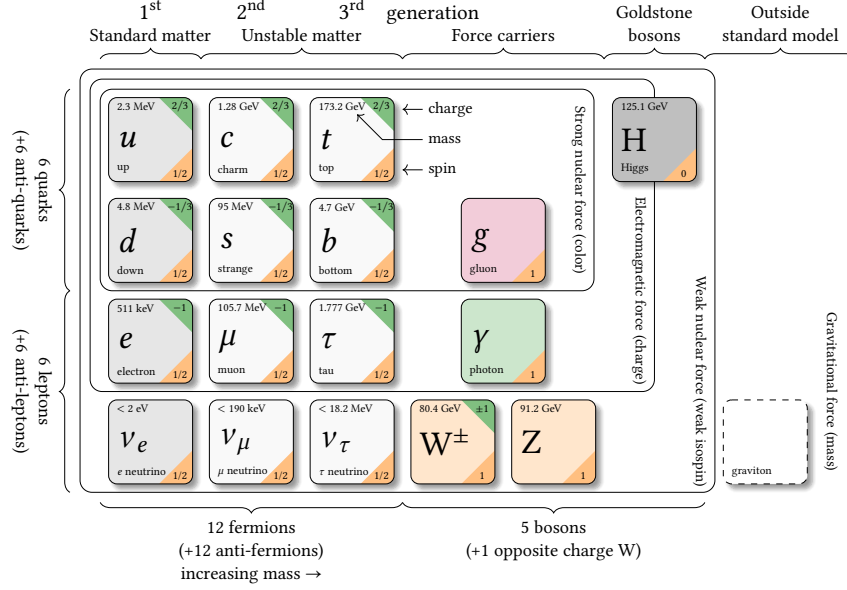 1st 2nd 3rd generation
Goldstone bosons
Outside standard model
Standard matter
Unstable matter
Force carriers
6 quarks
(+6 anti-quarks)
6 leptons
(+6 anti-leptons)
2.3 MeV 2/3
u
up 1/2
1.28 GeV 2/3
c
charm 1/2
173.2 GeV 2/3
t
top 1/2
charge
mass
spin
125.1 GeV
H
Higgs 0
4.8 MeV −1/3
d
down 1/2
95 MeV −1/3
s
strange 1/2
4.7 GeV −1/3
b
bottom 1/2
g
gluon 1
511 keV −1
e
electron 1/2
105.7 MeV −1
μ
muon 1/2
1.777 GeV −1
τ
tau 1/2
γ
photon 1
< 2 eV
νe
e neutrino 1/2
< 190 keV
νμ
μ neutrino 1/2
< 18.2 MeV
ντ
τ neutrino 1/2
80.4 GeV ±1
W±
1
91.2 GeV
Z
1
graviton
Strong nuclear force (color)
Electromagnetic force (charge)
Weak nuclear force (weak isospin)
Gravitational force (mass)
12 fermions
(+12 anti-fermions)
increasing mass →
5 bosons
(+1 opposite charge W)